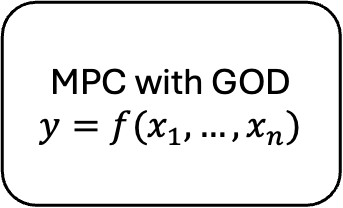 MPC with GOD
y = f(x₁, …, xₙ)